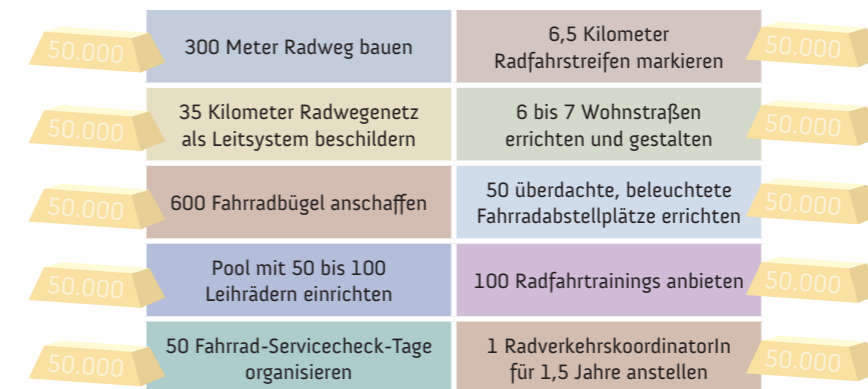 50.000
300 Meter Radweg bauen
6,5 Kilometer
Radfahrstreifen markieren
50.000
50.000
35 Kilometer Radwegenetz
als Leitsystem beschildern
6 bis 7 Wohnstraßen
errichten und gestalten
50.000
50.000
600 Fahrradbügel anschaffen
50 überdachte, beleuchtete
Fahrradabstellplätze errichten
50.000
50.000
Pool mit 50 bis 100
Leihrädern einrichten
100 Radfahrtrainings anbieten
50.000
50.000
50 Fahrrad-Servicecheck-Tage
organisieren
1 RadverkehrskoordinatorIn
für 1,5 Jahre anstellen
50.000